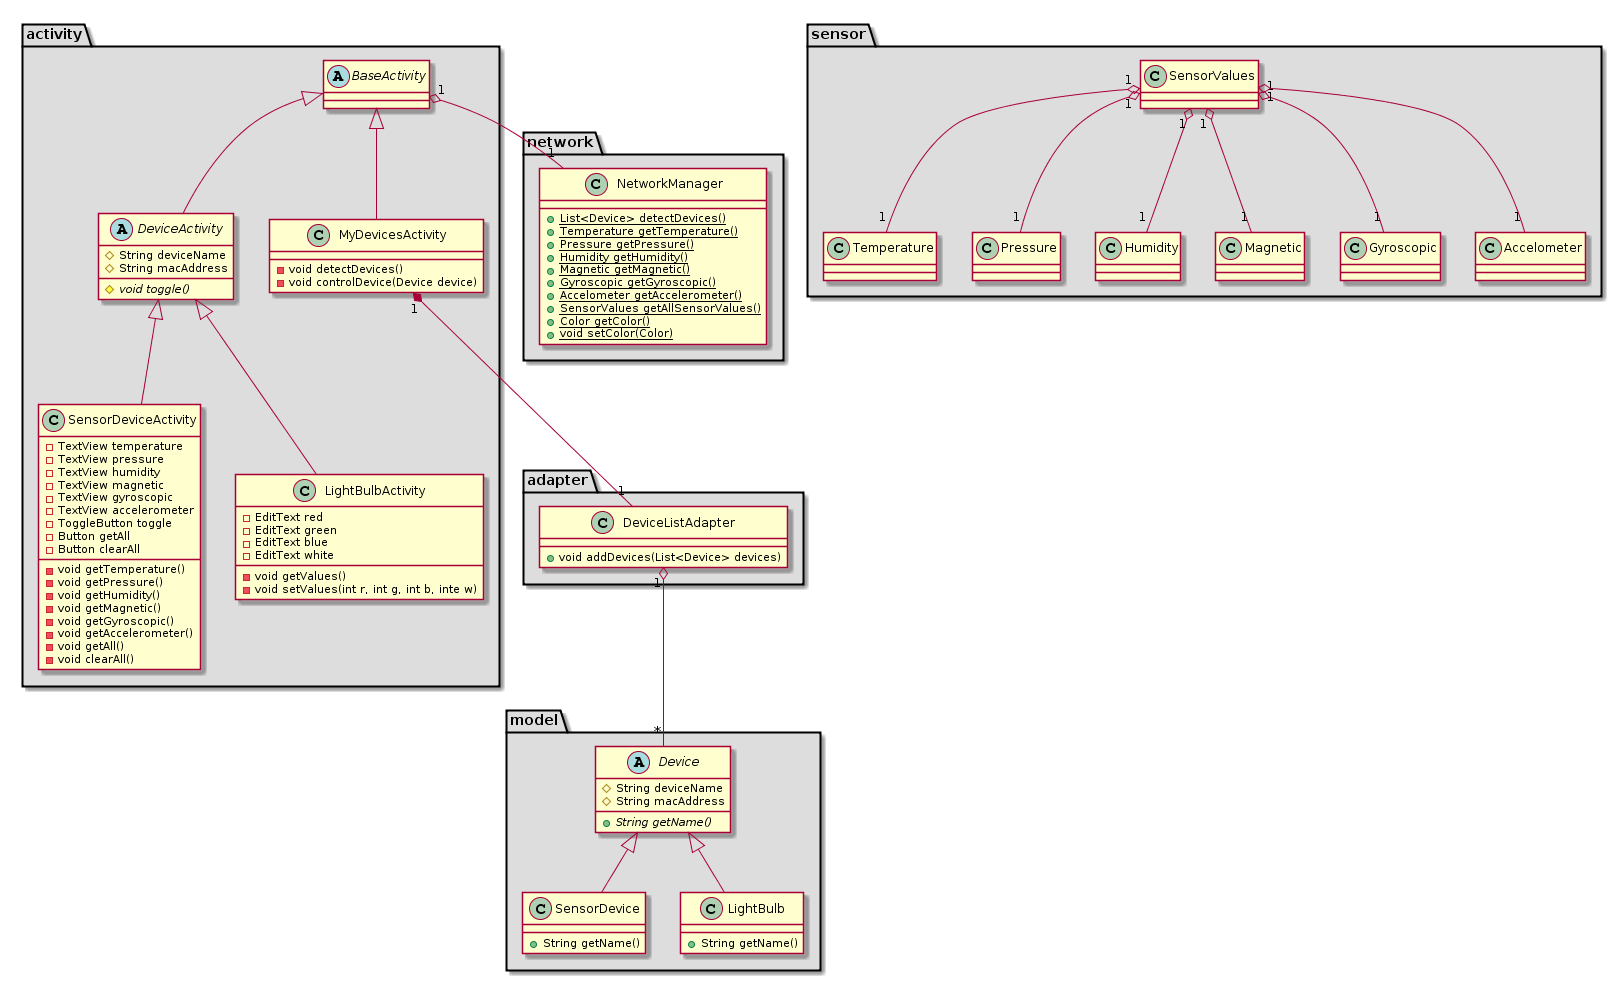 activity
A BaseActivity
1
A DeviceActivity
String deviceName
String macAddress
void toggle()
C MyDevicesActivity
void detectDevices()
void controlDevice(Device device)
1
C SensorDeviceActivity
TextView temperature
TextView pressure
TextView humidity
TextView magnetic
TextView gyroscopic
TextView accelerometer
ToggleButton toggle
Button getAll
Button clearAll
void getTemperature()
void getPressure()
void getHumidity()
void getMagnetic()
void getGyroscopic()
void getAccelerometer()
void getAll()
void clearAll()
C LightBulbActivity
EditText red
EditText green
EditText blue
EditText white
void getValues()
void setValues(int r, int g, int b, inte w)
network
1
C NetworkManager
List<Device> detectDevices()
Temperature getTemperature()
Pressure getPressure()
Humidity getHumidity()
Magnetic getMagnetic()
Gyroscopic getGyroscopic()
Accelometer getAccelerometer()
SensorValues getAllSensorValues()
Color getColor()
void setColor(Color)
adapter
1
C DeviceListAdapter
void addDevices(List<Device> devices)
1
model
*
A Device
String deviceName
String macAddress
String getName()
C SensorDevice
String getName()
C LightBulb
String getName()
sensor
C SensorValues
1
1
1
1
1
1
1
1
1
1
1
1
C Temperature
C Pressure
C Humidity
C Magnetic
C Gyroscopic
C Accelometer